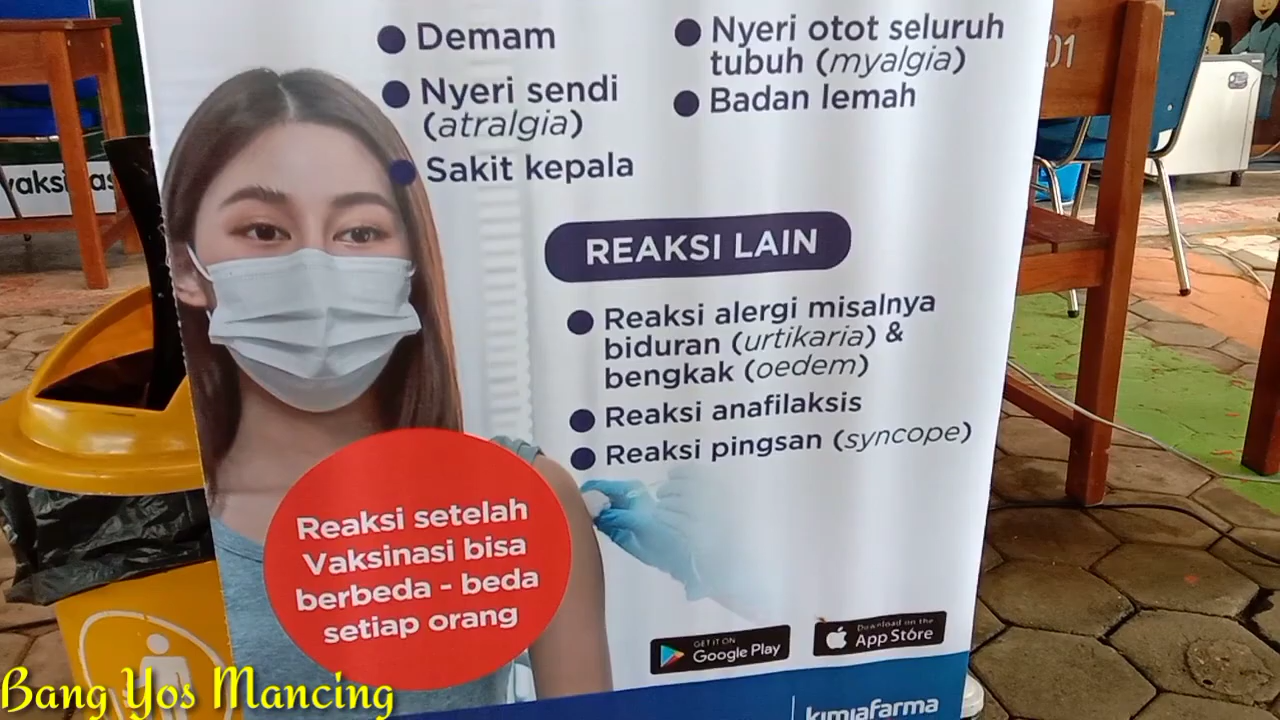 Demam
Nyeri sendi
(atralgia)
Sakit kepala
Nyeri otot seluruh
tubuh (myalgia)
Badan lemah
REAKSI LAIN
Reaksi alergi misalnya
biduran (urtikaria) &
bengkak (oedem)
Reaksi anafilaksis
Reaksi pingsan (syncope)
Reaksi setelah
Vaksinasi bisa
berbeda - beda
setiap orang
GET IT ON
Google Play
Download on the
App Store
kimiafarma
01
Bang Yos Mancing